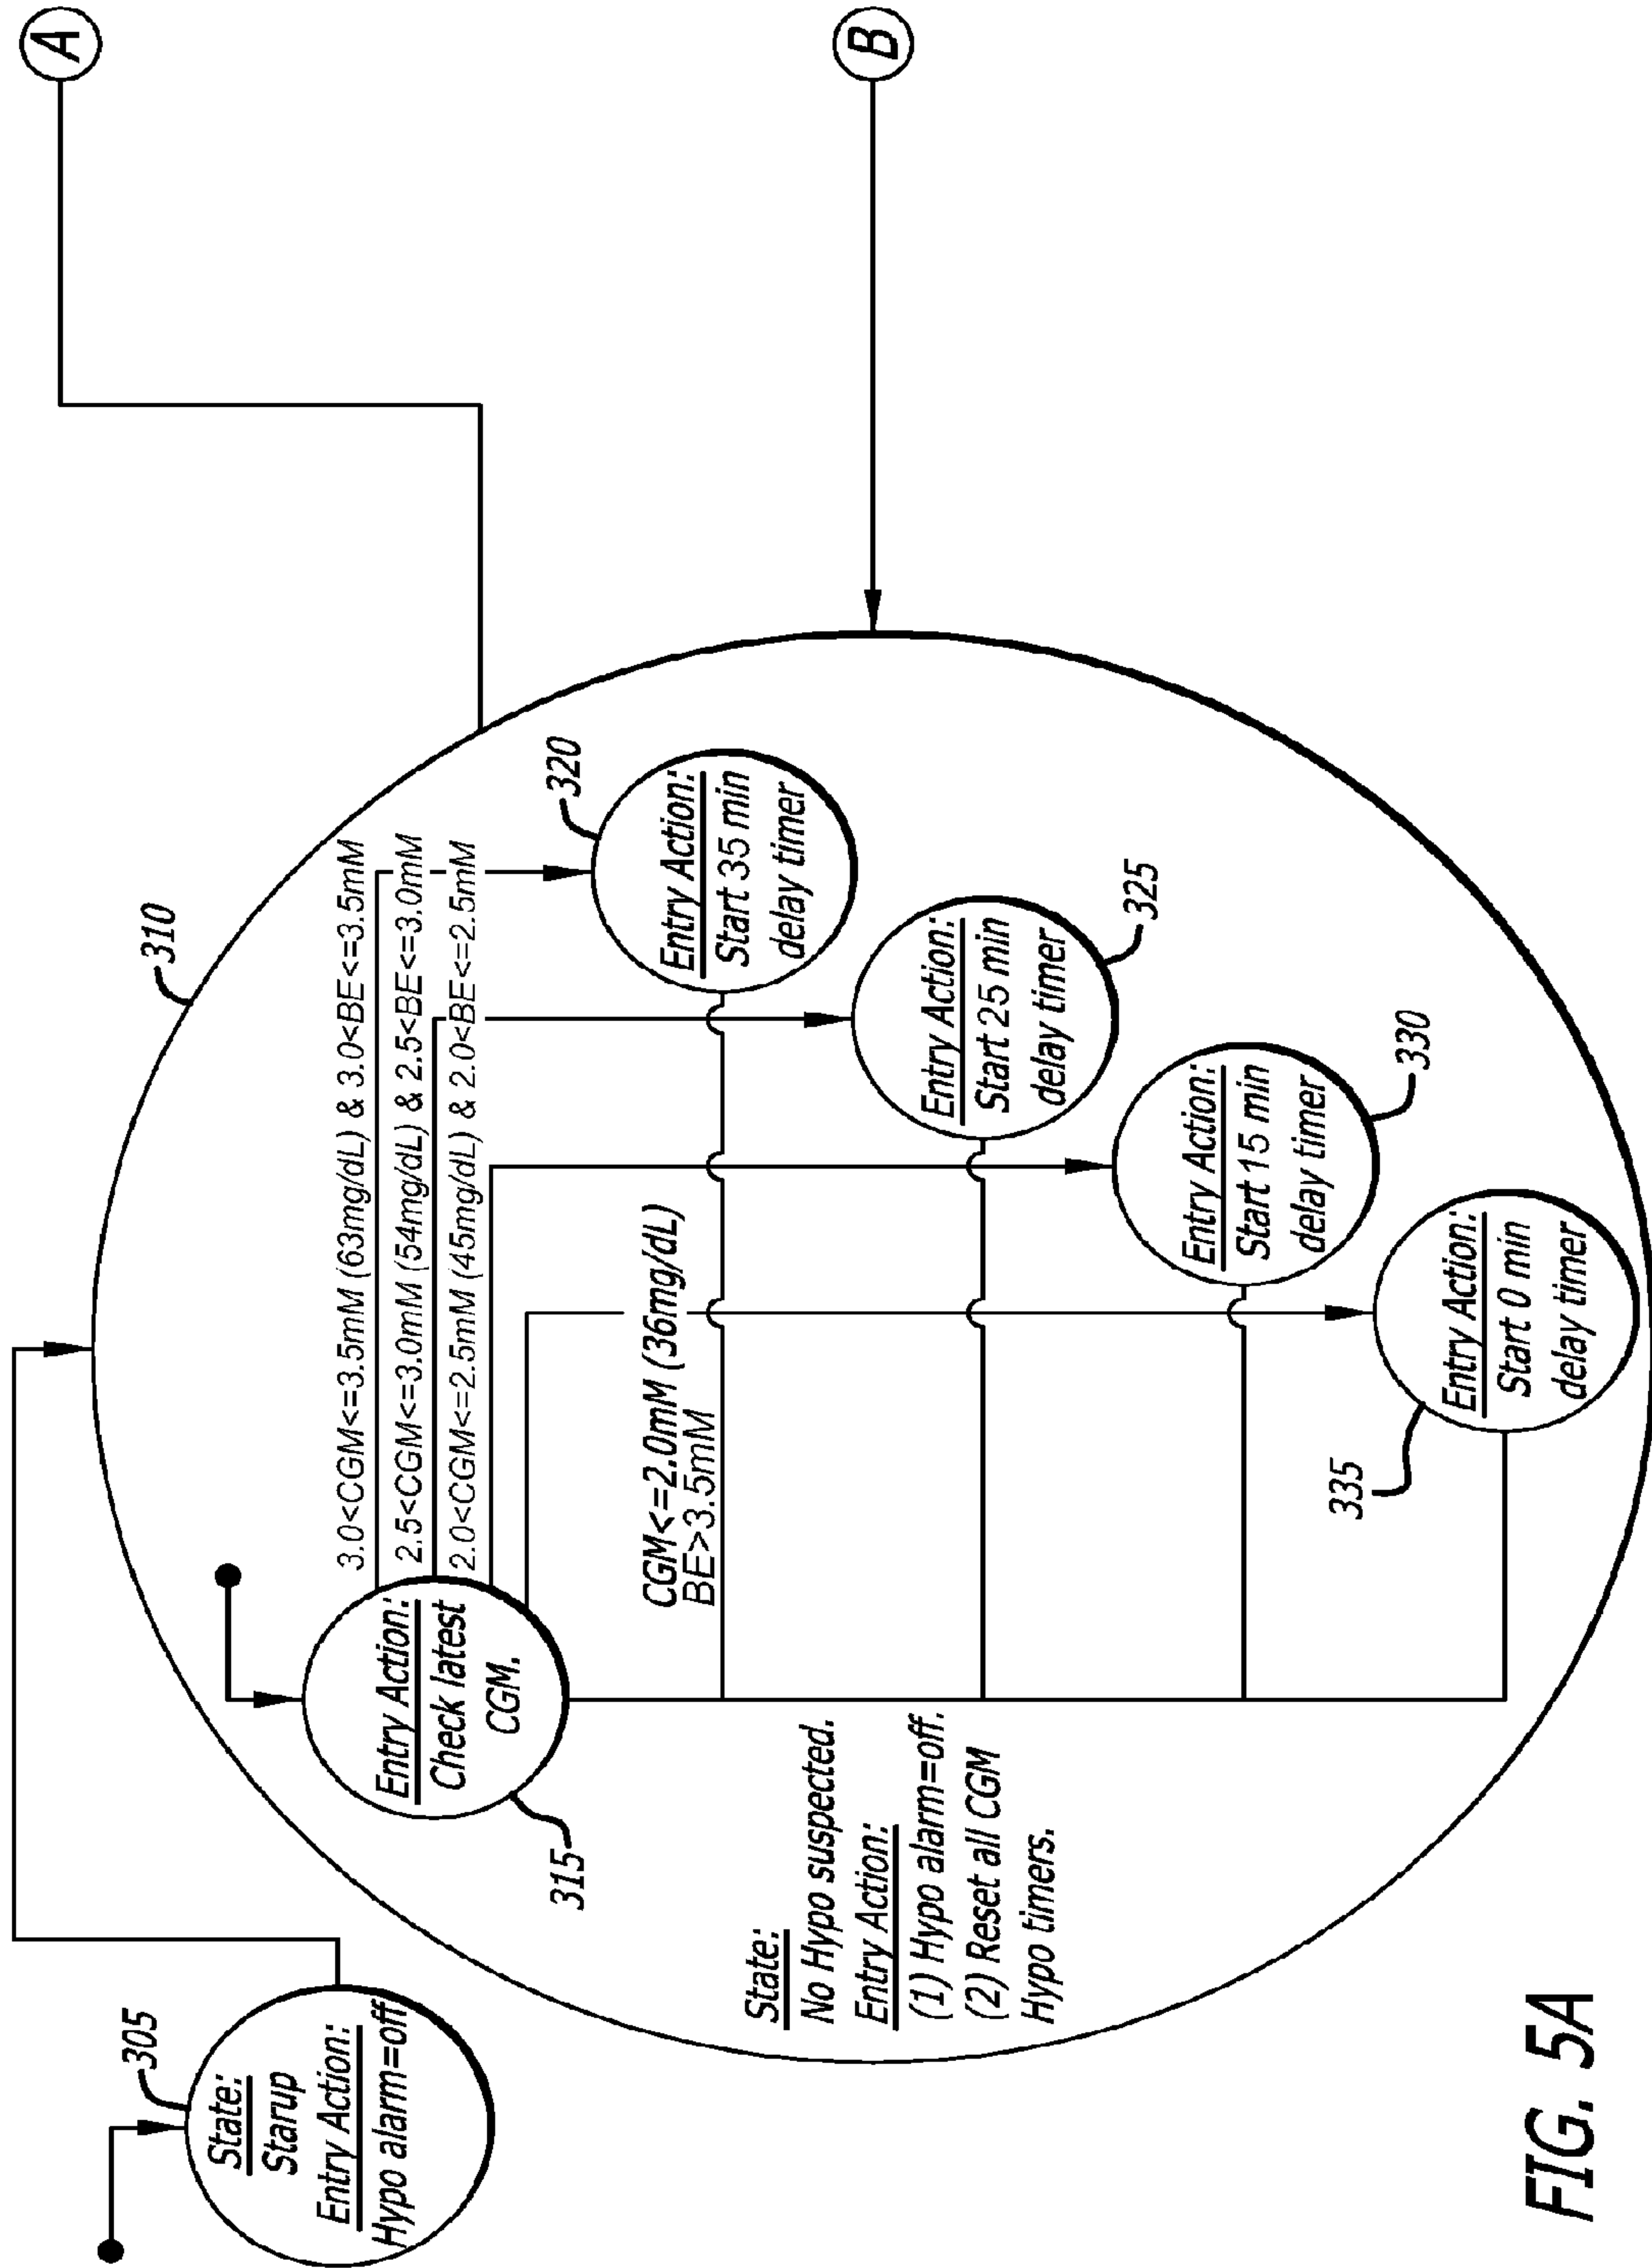 305
State:
Starup
Entry Action:
Hypo alarm=off
310
315
Entry Action:
Check latest
CGM.
3.0<CGM<=3.5mM (63mg/dL) & 3.0<BE<=3.5mM
2.5<CGM<=3.0mM (54mg/dL) & 2.5<BE<=3.0mM
2.0<CGM<=2.5mM (45mg/dL) & 2.0<BE<=2.5mM
CGM<=2.0mM (36mg/dL)
BE>3.5mM
320
Entry Action:
Start 35 min
delay timer
325
Entry Action:
Start 25 min
delay timer
330
Entry Action:
Start 15 min
delay timer
335
Entry Action:
Start 0 min
delay timer
State:
No Hypo suspected.
Entry Action:
(1) Hypo alarm=off.
(2) Reset all CGM
Hypo timers.
A
B
FIG. 5A